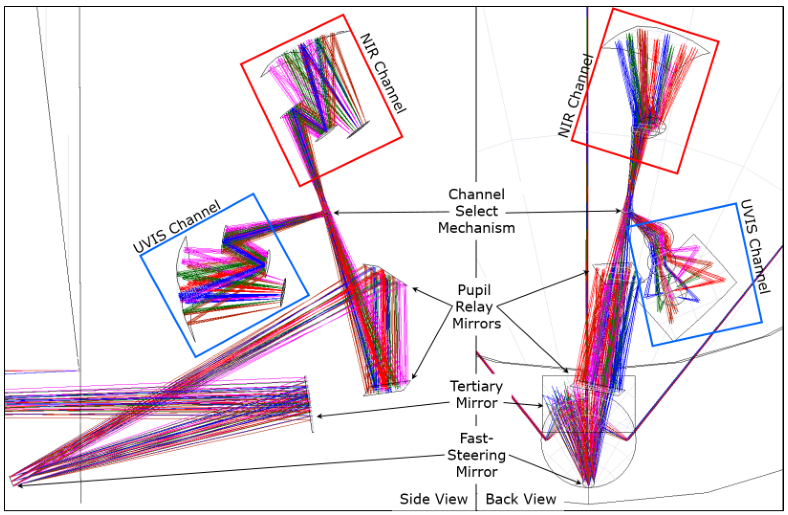 NIR Channel
NIR Channel
UVIS Channel
Channel
Select
Mechanism
UVIS Channel
Pupil
Relay
Mirrors
Tertiary
Mirror
Fast-
Steering
Mirror
Side View
Back View